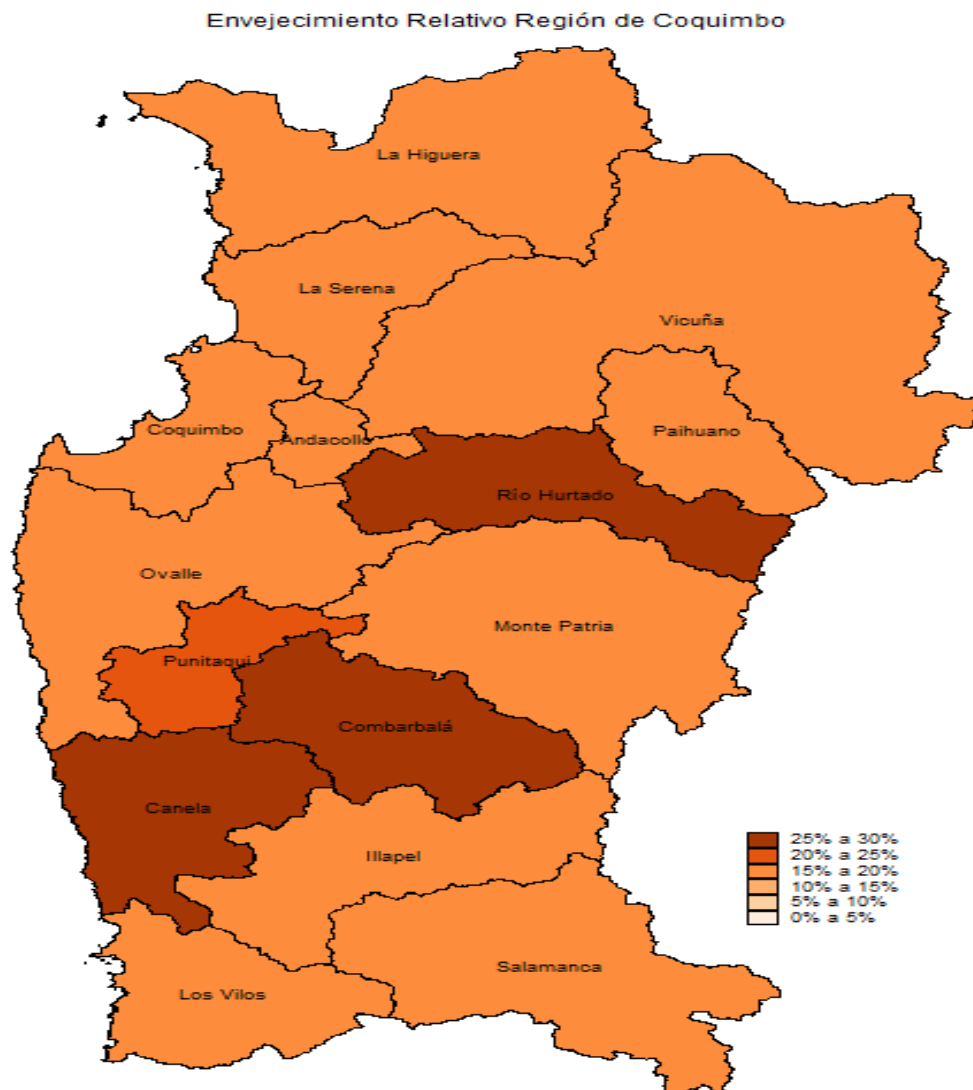 Envejecimiento Relativo Región de Coquimbo
La Higuera
La Serena
Vicuña
Coquimbo
Andacollo
Paihuano
Río Hurtado
Ovalle
Monte Patria
Punitaqui
Combarbalá
Canela
Illapel
Salamanca
Los Vilos
25% a 30%
20% a 25%
15% a 20%
10% a 15%
5% a 10%
0% a 5%